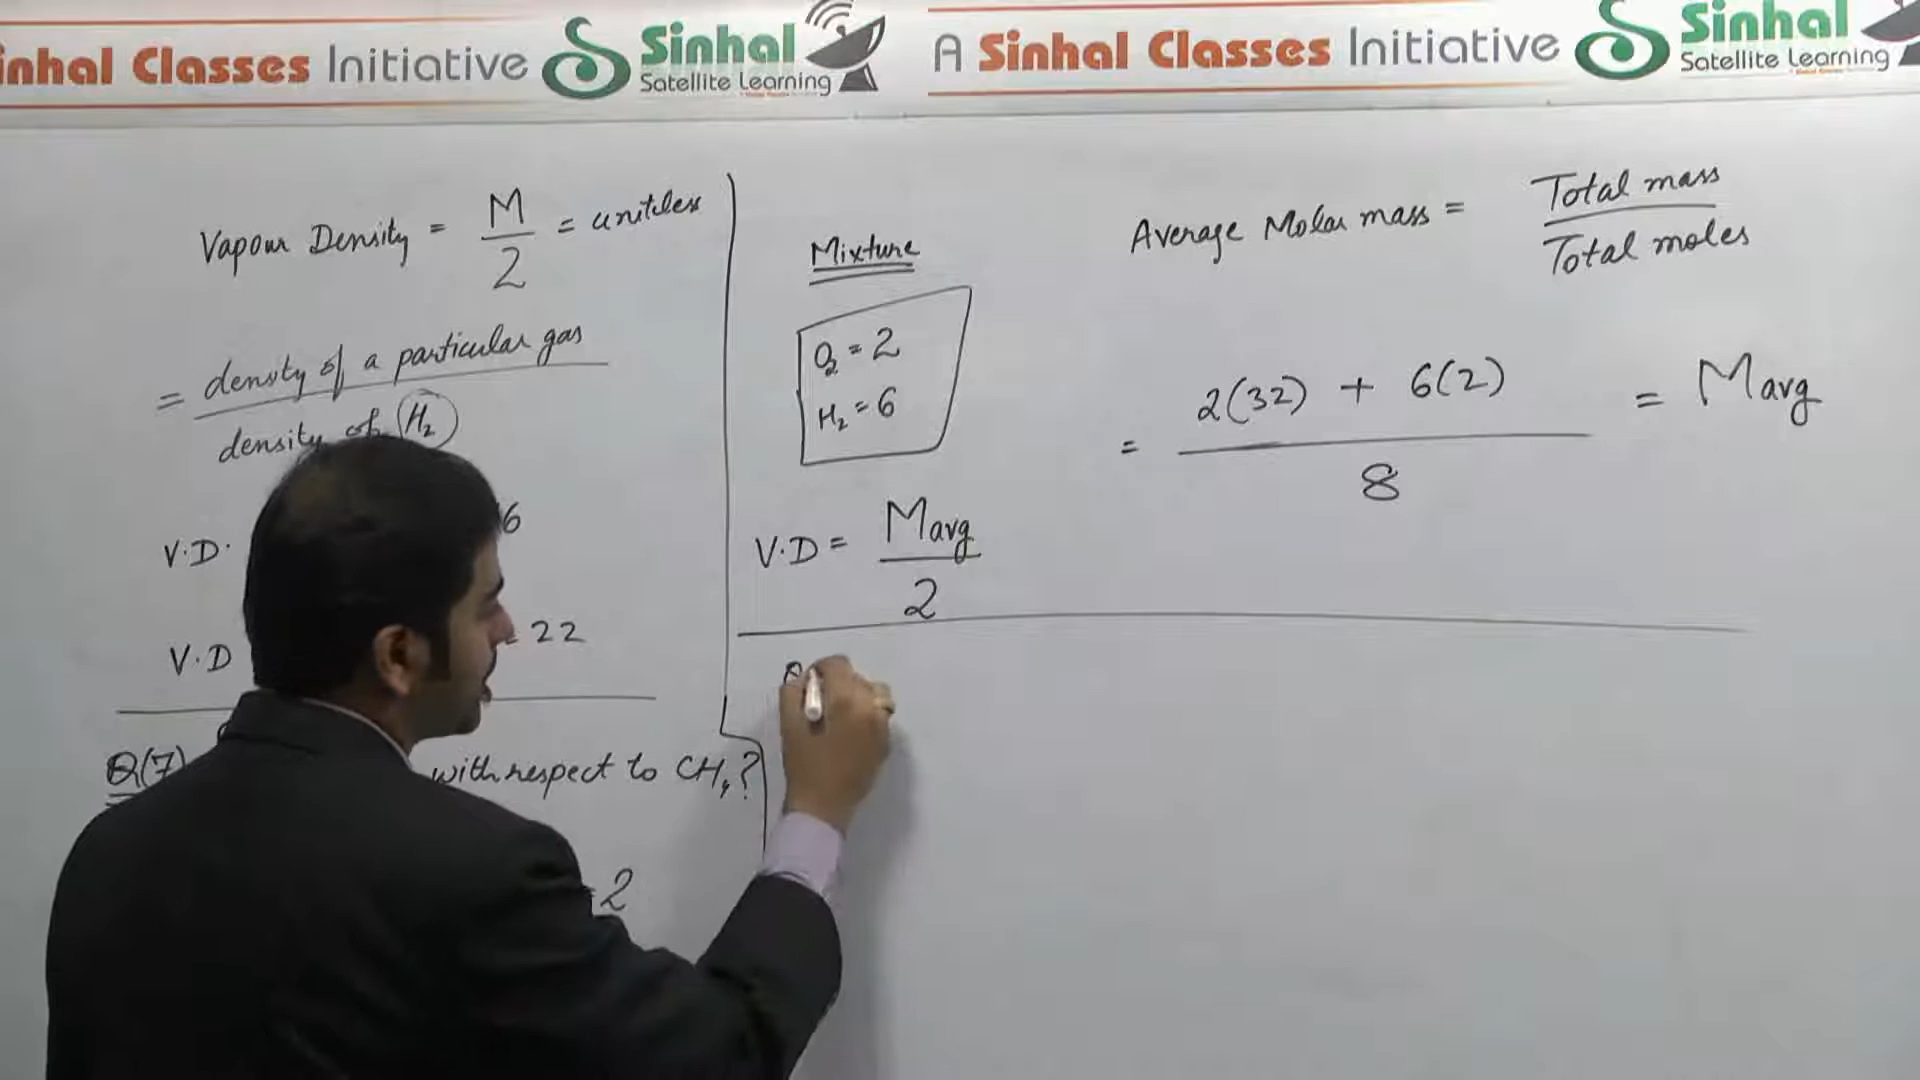 inhal Classes Initiative Sinhal Satellite Learning
A Sinhal Classes Initiative Sinhal Satellite Learning
Vapour Density = M/2 = unitless
= density of a particular gas
density of H₂
V.D. 6
V.D = 22
Q(7) with respect to CH₄?
= 2
Mixture
O₂ = 2
H₂ = 6
V.D = Mavg/2
Average Molar mass = Total mass/Total moles
= 2(32) + 6(2)/8 = Mavg